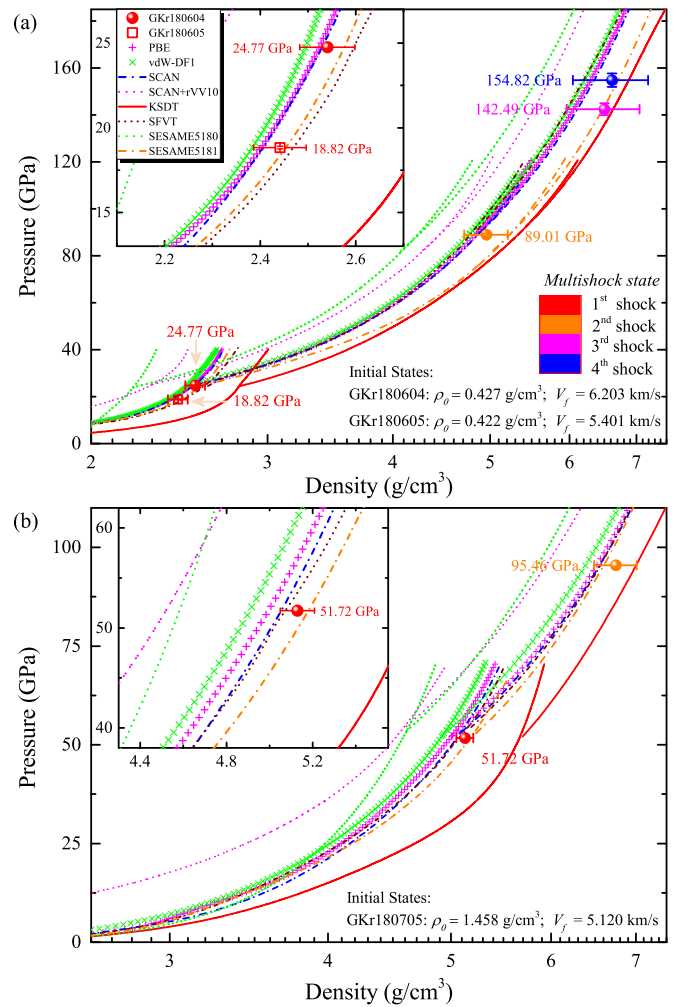 (a)
Pressure (GPa)
160
120
80
40
0
25
20
15
2.2
2.4
2.6
GKr180604
GKr180605
PBE
vdW-DF1
SCAN
SCAN+rVV10
KSDT
SFVT
SESAME5180
SESAME5181
24.77 GPa
18.82 GPa
154.82 GPa
142.49 GPa
89.01 GPa
24.77 GPa
18.82 GPa
Multishock state
1st shock
2nd shock
3rd shock
4th shock
Initial States:
GKr180604: ρ0 = 0.427 g/cm3; Vf = 6.203 km/s
GKr180605: ρ0 = 0.422 g/cm3; Vf = 5.401 km/s
2
3
4
5
6
7
Density (g/cm3)
(b)
Pressure (GPa)
100
75
50
25
0
60
50
40
4.4
4.8
5.2
51.72 GPa
95.46 GPa
51.72 GPa
Initial States:
GKr180705: ρ0 = 1.458 g/cm3; Vf = 5.120 km/s
3
4
5
6
7
Density (g/cm3)